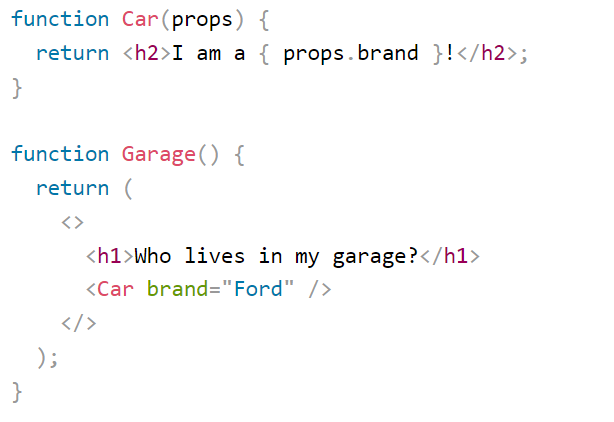 function Car(props) {
  return <h2>I am a { props.brand }!</h2>;
}

function Garage() {
  return (
    <>
      <h1>Who lives in my garage?</h1>
      <Car brand="Ford" />
    </>
  );
}